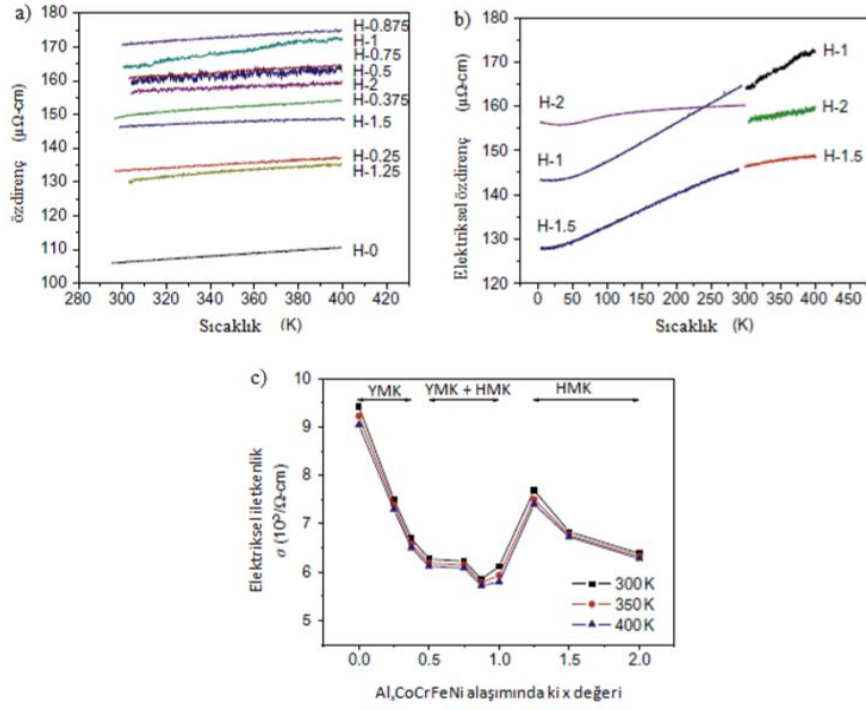 a)
özdirenç (μΩ-cm)
180
170
160
150
140
130
120
110
100
280 300 320 340 360 380 400 420
Sıcaklık (K)
H-0.875
H-1
H-0.75
H-0.5
H-2
H-0.375
H-1.5
H-0.25
H-1.25
H-0
b)
Elektriksel özdirenç (μΩ-cm)
180
170
160
150
140
130
120
0 50 100 150 200 250 300 350 400 450
Sıcaklık (K)
H-2
H-1
H-1.5
H-1
H-2
H-1.5
c)
Elektriksel iletkenlik
σ (10³/Ω-cm)
10
9
8
7
6
5
YMK YMK + HMK HMK
300 K
350 K
400 K
0.0 0.5 1.0 1.5 2.0
AlₓCoCrFeNi alaşımında ki x değeri